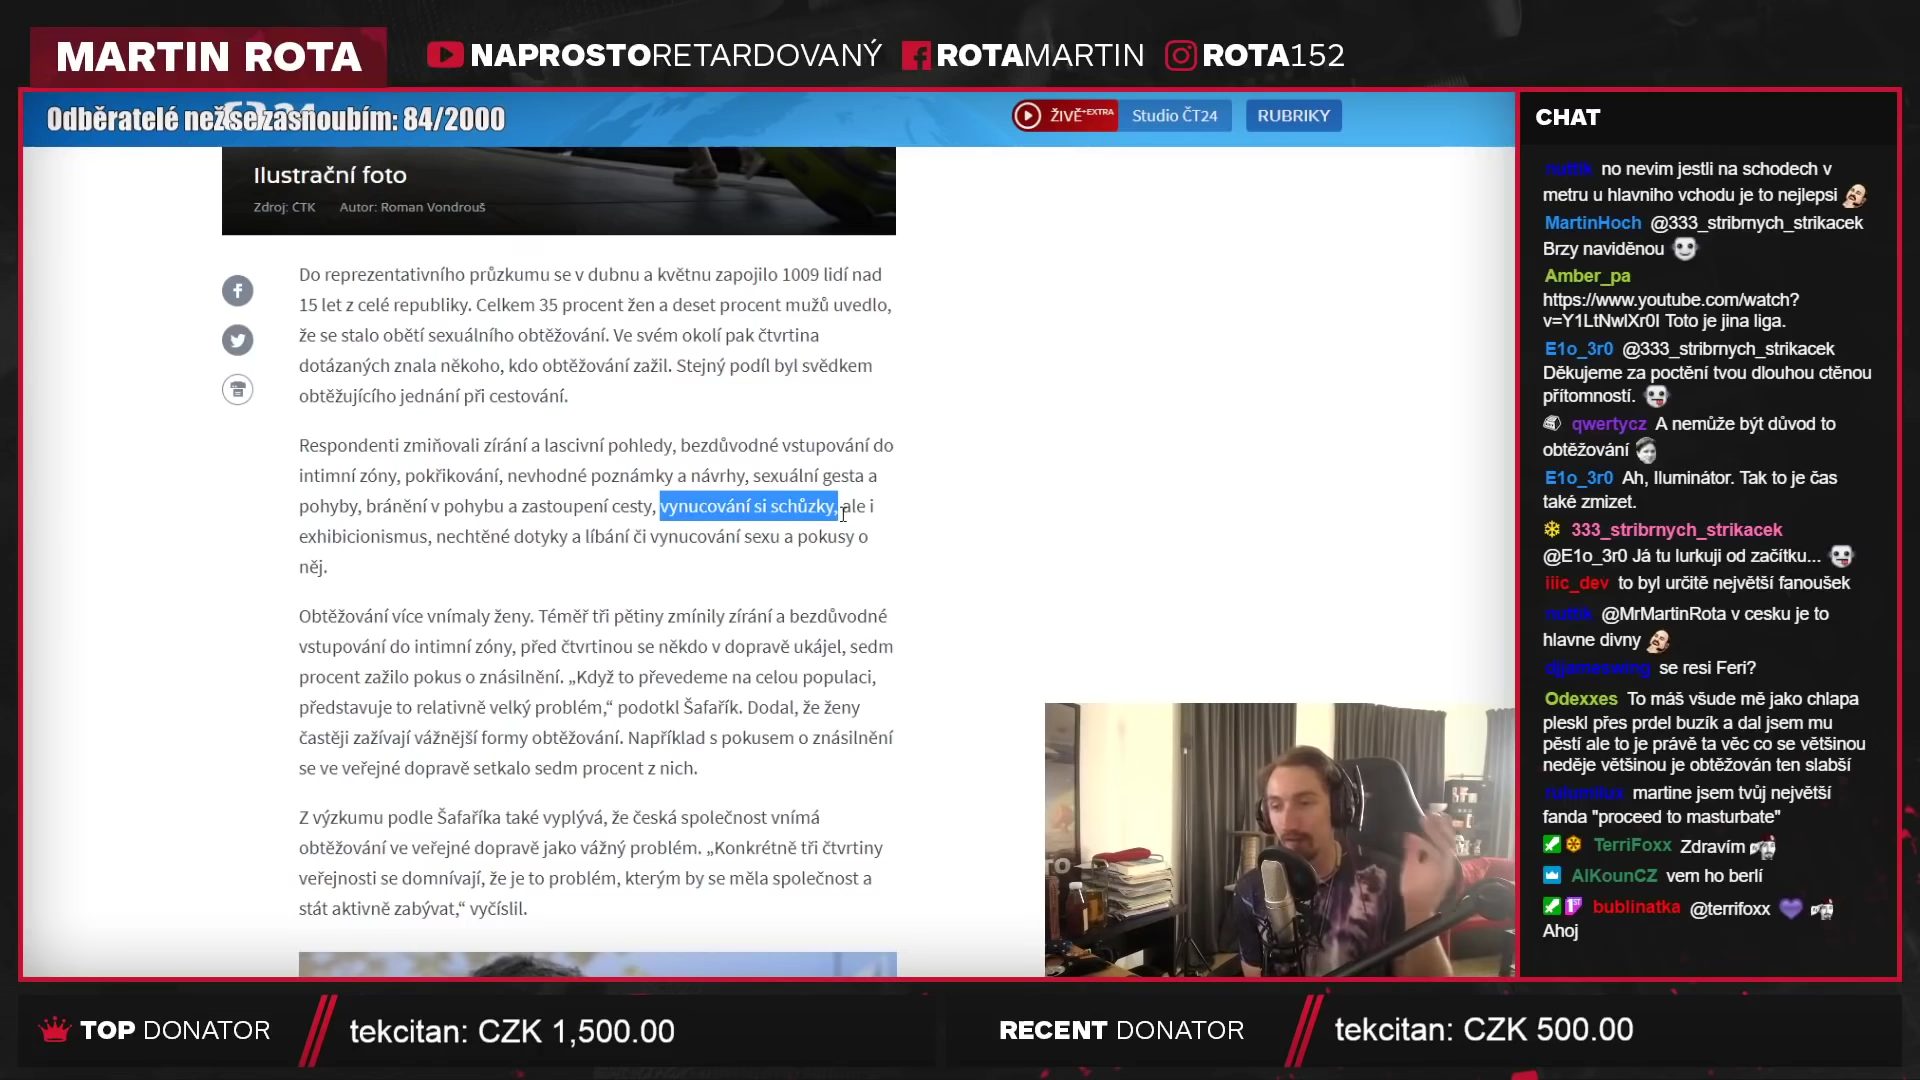 MARTIN ROTA
NAPROSTORETARDOVANÝ
ROTAMARTIN
ROTA152
Odběratelé než se zasnoubím: 84/2000
ŽIVĚ+EXTRA
Studio ČT24
RUBRIKY
Ilustrační foto
Zdroj: ČTK Autor: Roman Vondrouš
Do reprezentativního průzkumu se v dubnu a květnu zapojilo 1009 lidí nad
15 let z celé republiky. Celkem 35 procent žen a deset procent mužů uvedlo,
že se stalo obětí sexuálního obtěžování. Ve svém okolí pak čtvrtina
dotázaných znala někoho, kdo obtěžování zažil. Stejný podíl byl svědkem
obtěžujícího jednání při cestování.
Respondenti zmiňovali zírání a lascivní pohledy, bezdůvodné vstupování do
intimní zóny, pokřikování, nevhodné poznámky a návrhy, sexuální gesta a
pohyby, bránění v pohybu a zastoupení cesty, vynucování si schůzky, ale i
exhibicionismus, nechtěné dotyky a líbání či vynucování sexu a pokusy o
něj.
Obtěžování více vnímaly ženy. Téměř tři pětiny zmínily zírání a bezdůvodné
vstupování do intimní zóny, před čtvrtinou se někdo v dopravě ukájel, sedm
procent zažilo pokus o znásilnění. „Když to převedeme na celou populaci,
představuje to relativně velký problém,“ podotkl Šafařík. Dodal, že ženy
častěji zažívají vážnější formy obtěžování. Například s pokusem o znásilnění
se ve veřejné dopravě setkalo sedm procent z nich.
Z výzkumu podle Šafaříka také vyplývá, že česká společnost vnímá
obtěžování ve veřejné dopravě jako vážný problém. „Konkrétně tři čtvrtiny
veřejnosti se domnívají, že je to problém, kterým by se měla společnost a
stát aktivně zabývat,“ vyčíslil.
CHAT
nuttik no nevim jestli na schodech v
metru u hlavniho vchodu je to nejlepsi
MartinHoch @333_stribrnych_strikacek
Brzy naviděnou
Amber_pa
https://www.youtube.com/watch?
v=Y1LtNwlXr0I Toto je jina liga.
E1o_3r0 @333_stribrnych_strikacek
Děkujeme za poctění tvou dlouhou ctěnou
přítomností.
qwertycz A nemůže být důvod to
obtěžování
E1o_3r0 Ah, Iluminátor. Tak to je čas
také zmizet.
333_stribrnych_strikacek
@E1o_3r0 Já tu lurkuji od začítku...
iiic_dev to byl určitě největší fanoušek
nuttik @MrMartinRota v cesku je to
hlavne divny
djjameswing se resi Feri?
Odexxes To máš všude mě jako chlapa
pleskl přes prdel buzík a dal jsem mu
pěstí ale to je právě ta věc co se většinou
neděje většinou je obtěžován ten slabší
martine jsem tvůj největší
fanda "proceed to masturbate"
TerriFoxx Zdravím
AlKounCZ vem ho berlí
bublinatka @terrifoxx
Ahoj
TOP DONATOR
tekcitan: CZK 1,500.00
RECENT DONATOR
tekcitan: CZK 500.00